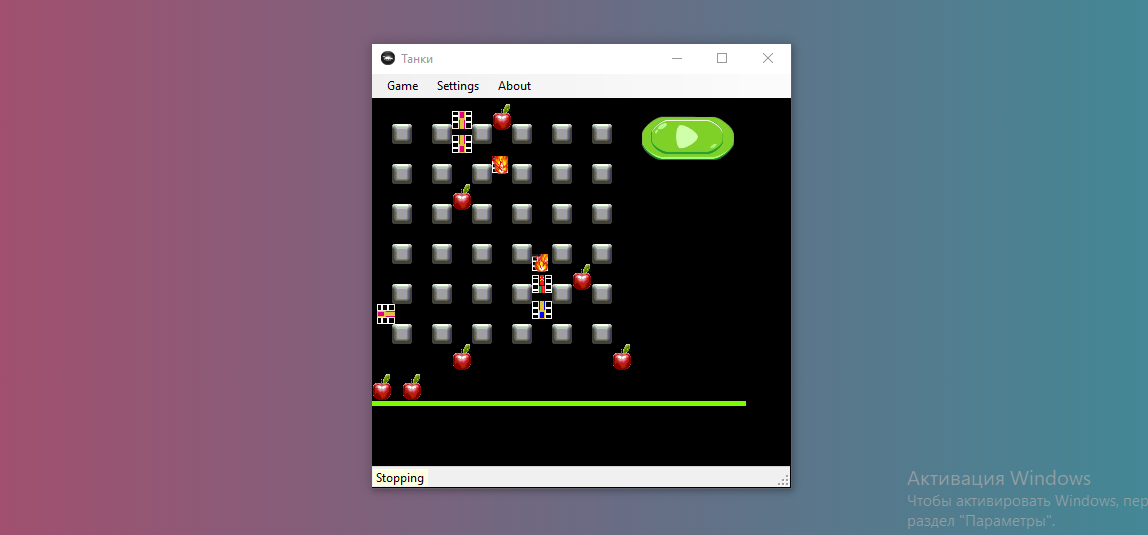 Танки
Game Settings About
Stopping
Активация Windows
Чтобы активировать Windows, пер
раздел "Параметры".